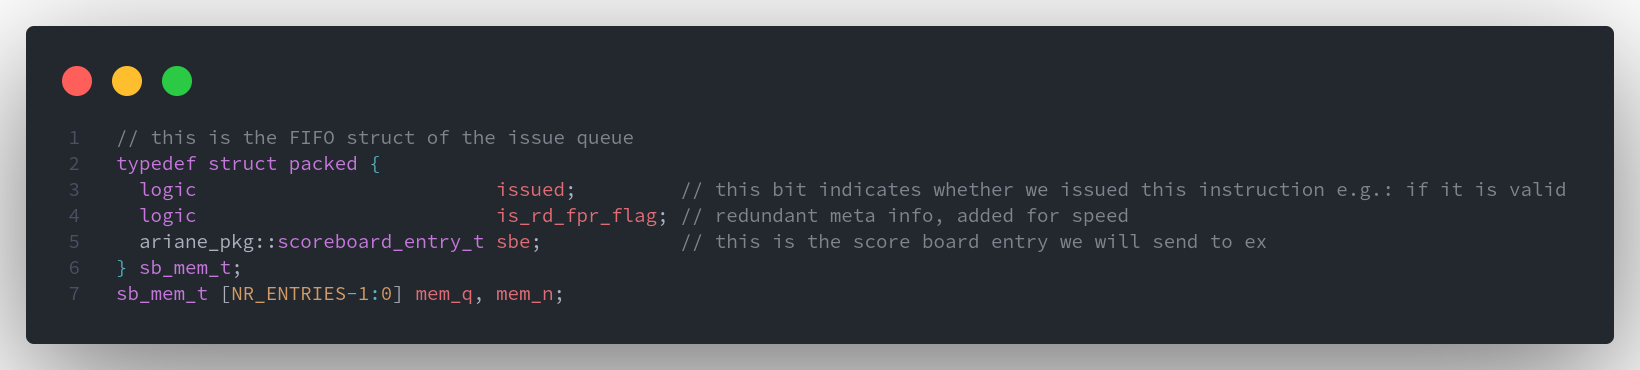 1 // this is the FIFO struct of the issue queue
2 typedef struct packed {
3   logic                          issued;         // this bit indicates whether we issued this instruction e.g.: if it is valid
4   logic                          is_rd_fpr_flag; // redundant meta info, added for speed
5   ariane_pkg::scoreboard_entry_t sbe;            // this is the score board entry we will send to ex
6 } sb_mem_t;
7 sb_mem_t [NR_ENTRIES-1:0] mem_q, mem_n;